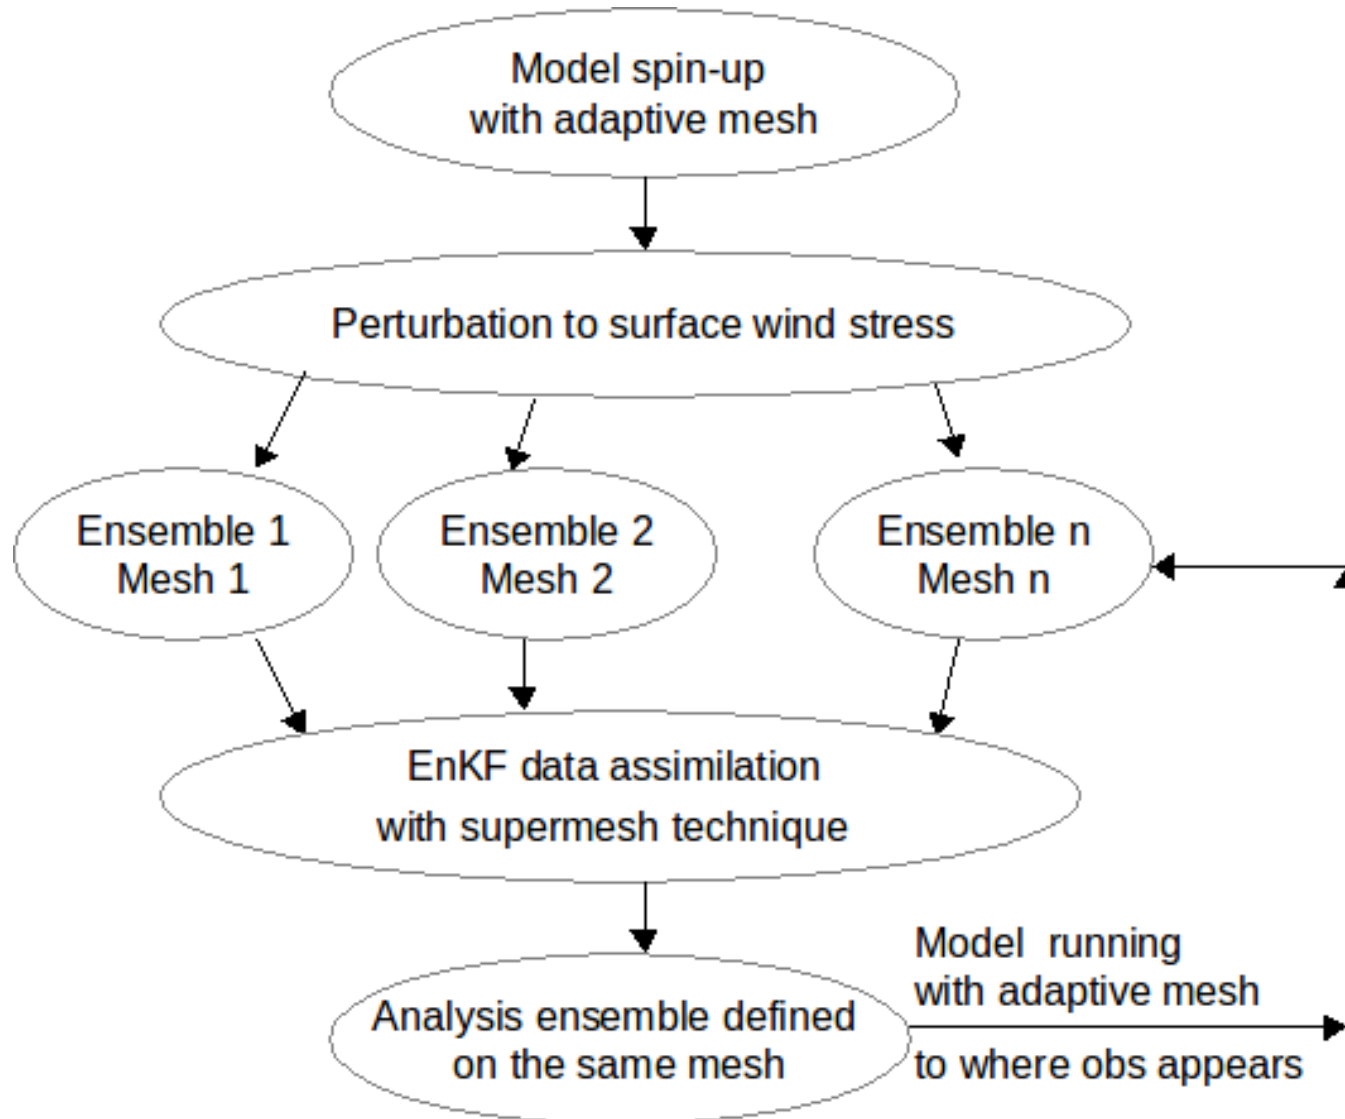 Model spin-up
with adaptive mesh
Perturbation to surface wind stress
Ensemble 1
Mesh 1
Ensemble 2
Mesh 2
Ensemble n
Mesh n
EnKF data assimilation
with supermesh technique
Analysis ensemble defined
on the same mesh
Model running
with adaptive mesh
to where obs appears